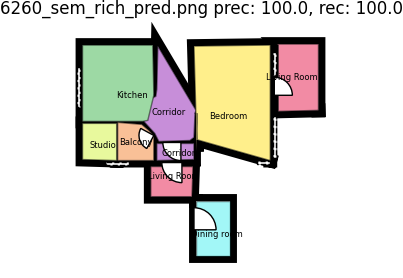 6260_sem_rich_pred.png prec: 100.0, rec: 100.0
Living Room
Kitchen
Corridor
Bedroom
Studio
Balcony
Corridor
Living Room
Dining room